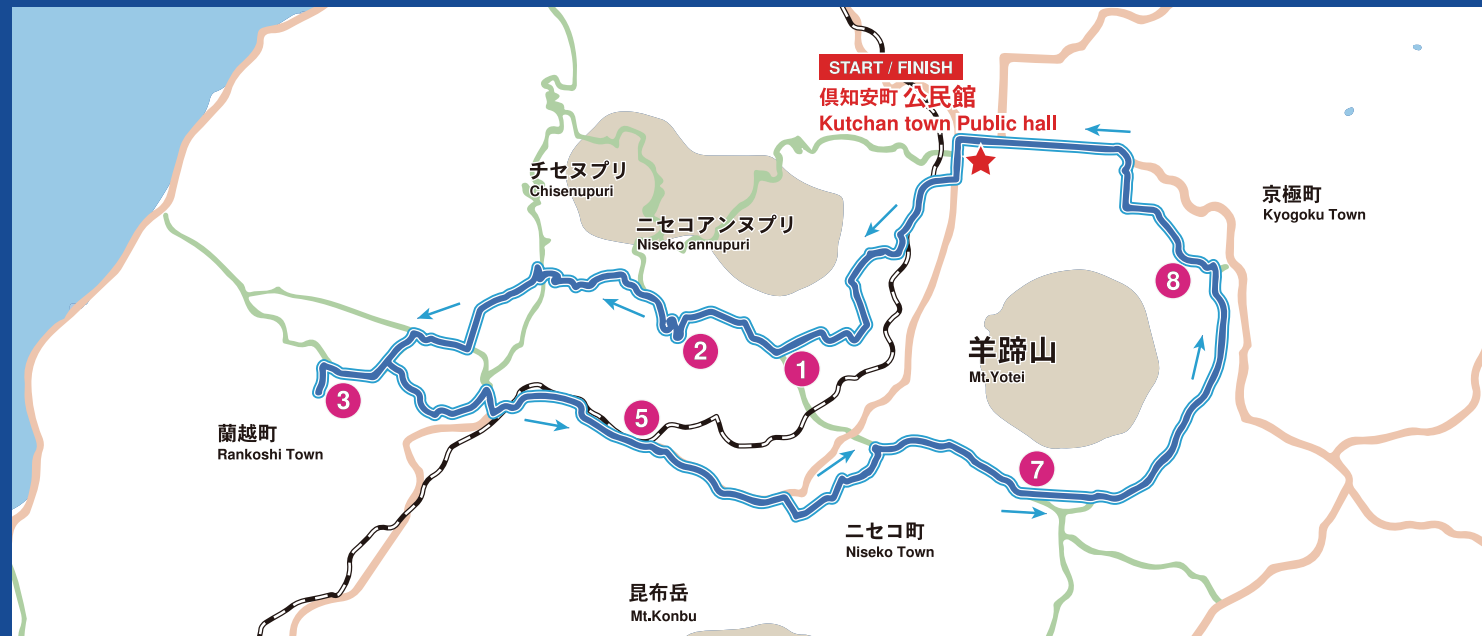 START / FINISH
倶知安町 公民館
Kutchan town Public hall
チセヌプリ
Chisenupuri
ニセコアンヌプリ
Niseko annupuri
京極町
Kyogoku Town
8
羊蹄山
Mt.Yotei
2
1
3
5
蘭越町
Rankoshi Town
7
ニセコ町
Niseko Town
昆布岳
Mt.Konbu